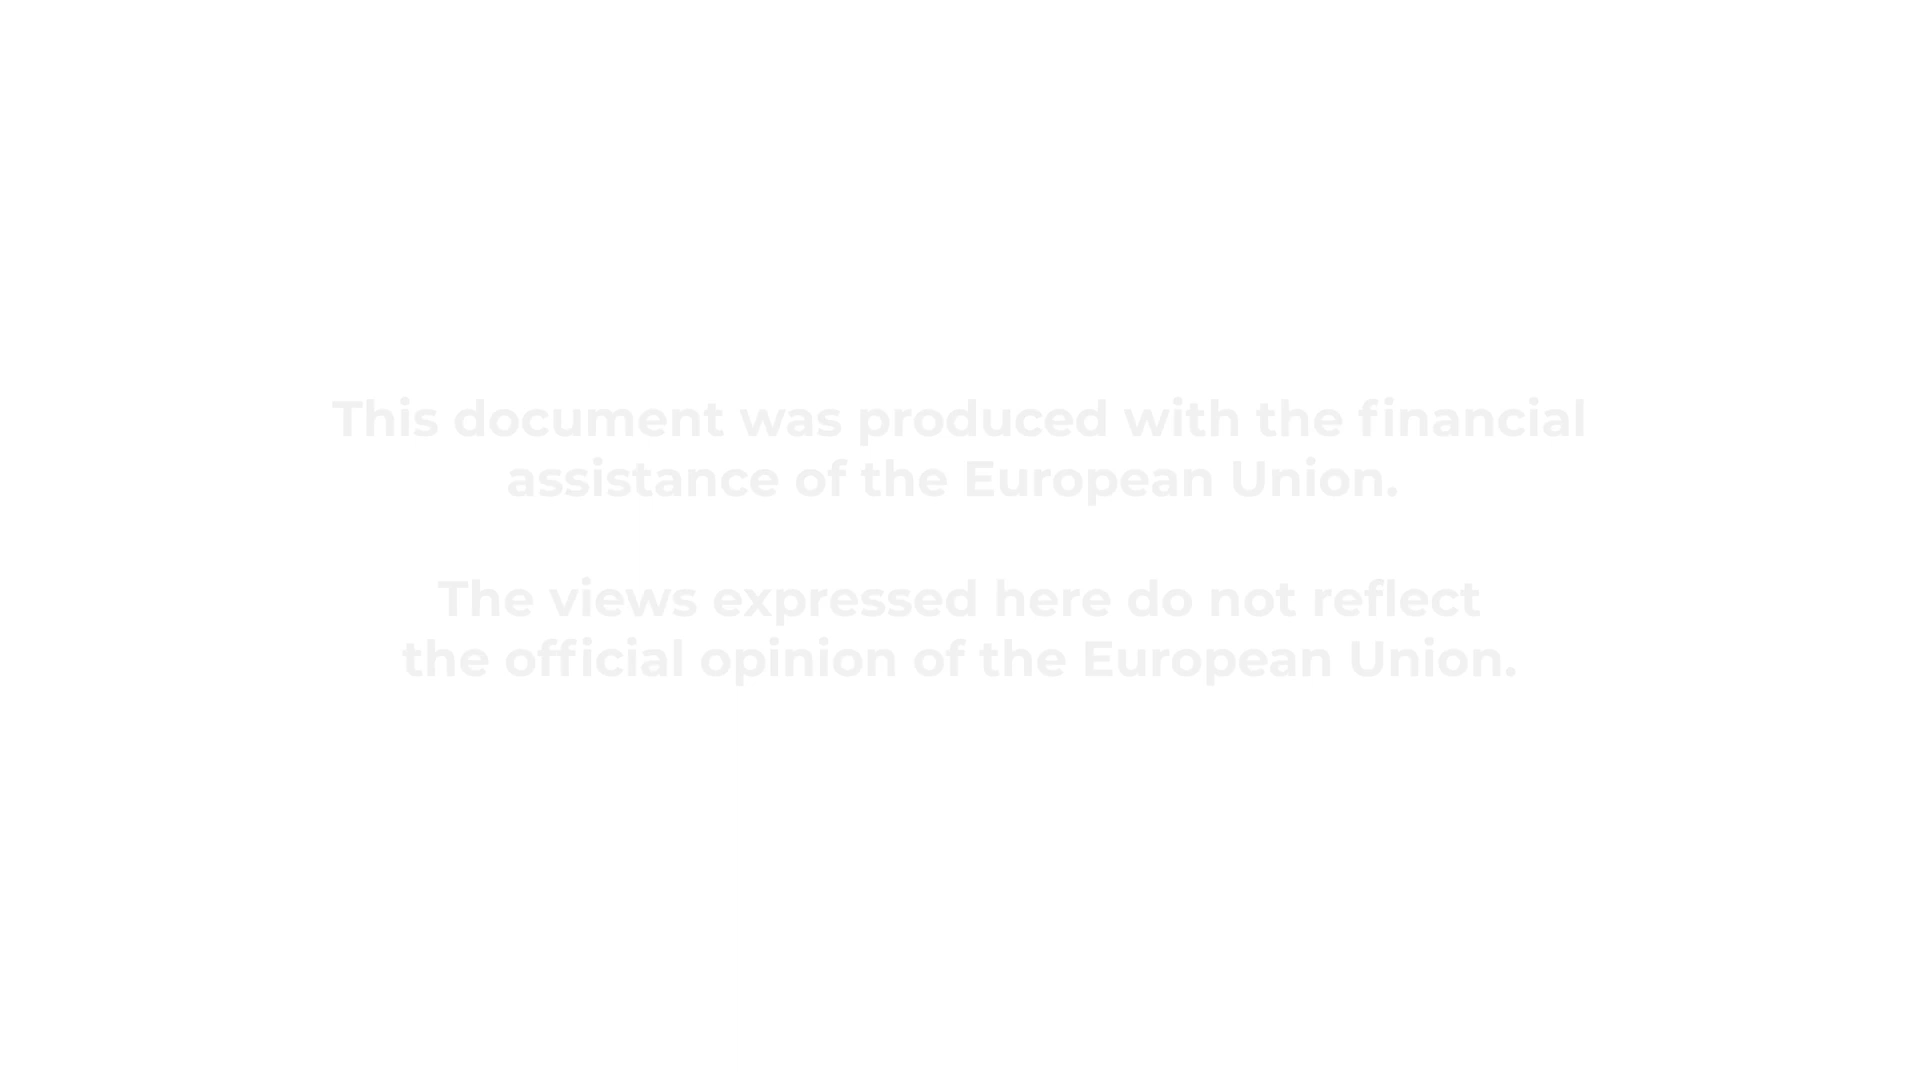 This document was produced with the financial
assistance of the European Union.
The views expressed here do not reflect
the official opinion of the European Union.